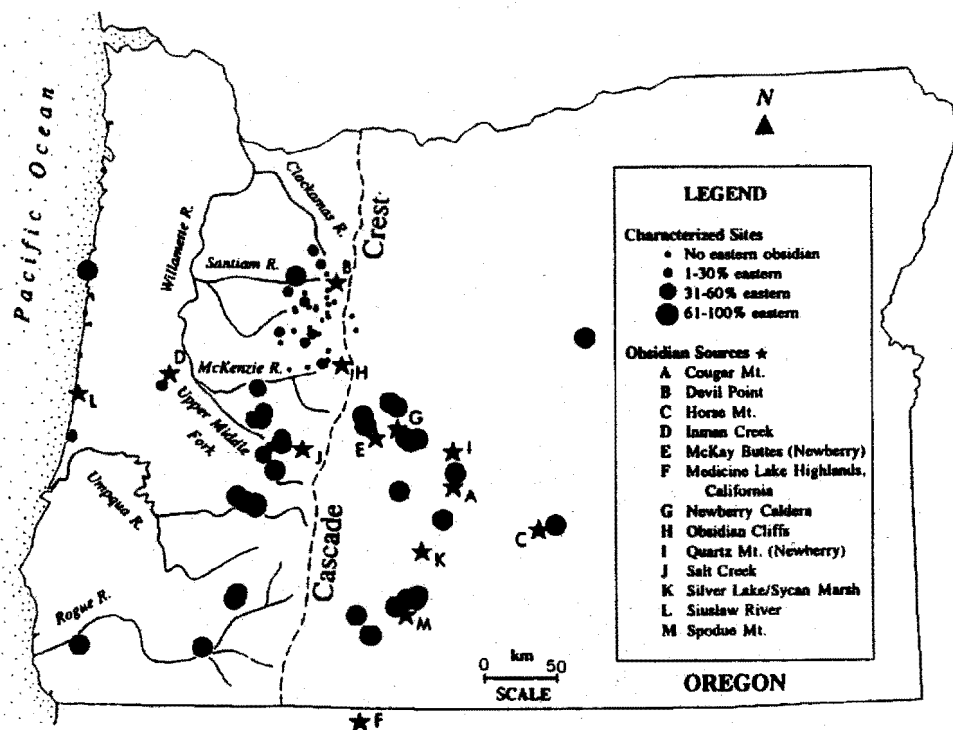 Pacific Ocean
Willamette R.
Clackamas R.
Santiam R.
McKenzie R.
Upper Middle
Fork
Umpqua R.
Rogue R.
Cascade
Crest
N
B
D
H
L
J
E
G
I
A
C
K
M
F
LEGEND
Characterized Sites
No eastern obsidian
1-30% eastern
31-60% eastern
61-100% eastern
Obsidian Sources ★
A Cougar Mt.
B Devil Point
C Horse Mt.
D Inman Creek
E McKay Buttes (Newberry)
F Medicine Lake Highlands,
California
G Newberry Caldera
H Obsidian Cliffs
I Quartz Mt. (Newberry)
J Salt Creek
K Silver Lake/Sycan Marsh
L Siuslaw River
M Spodue Mt.
km
0 50
SCALE
OREGON